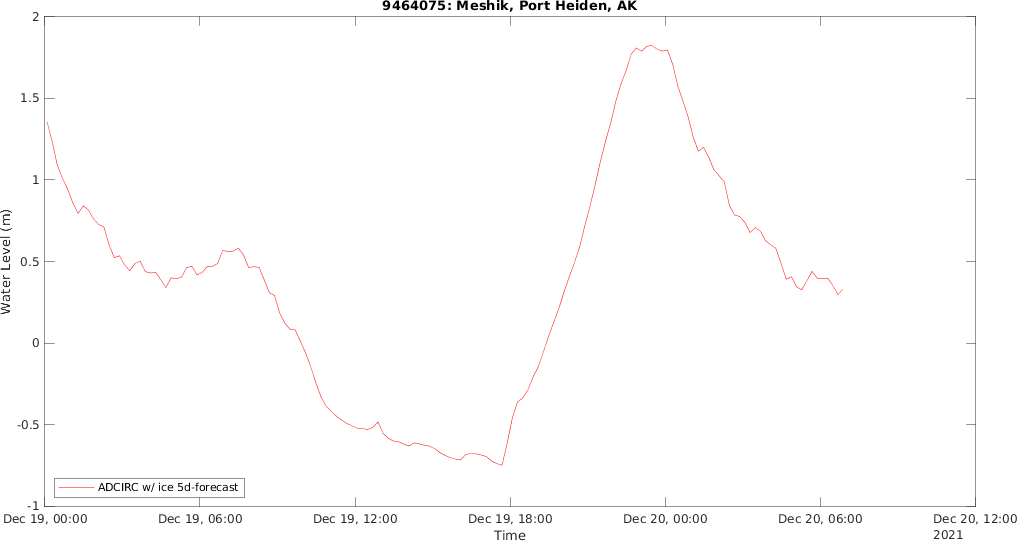 9464075: Meshik, Port Heiden, AK
2
1.5
1
0.5
0
-0.5
-1
Water Level (m)
ADCIRC w/ ice 5d-forecast
Dec 19, 00:00 Dec 19, 06:00 Dec 19, 12:00 Dec 19, 18:00 Dec 20, 00:00 Dec 20, 06:00 Dec 20, 12:00
Time
2021